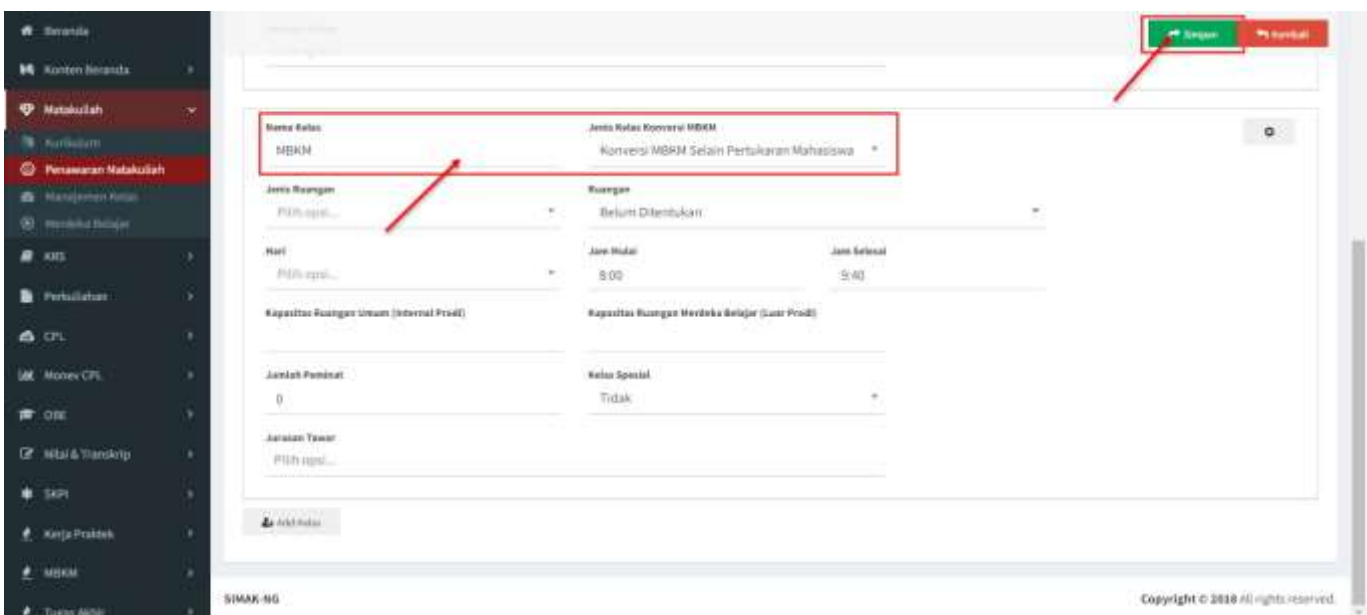 Beranda
Simpan
Kembali
Konten Beranda
Matakuliah
Nama Kelas
Jenis Kelas Konversi MBKM
Kurikulum
MBKM
Konversi MBKM Selain Pertukaran Mahasiswa
Penawaran Matakuliah
Manajemen Kelas
Jenis Ruangan
Ruangan
Merdeka Belajar
Pilih opsi...
Belum Ditentukan
KRS
Hari
Jam Mulai
Jam Selesai
Pilih opsi...
8:00
9:40
Perkuliahan
Kapasitas Ruangan Umum (Internal Prodi)
Kapasitas Ruangan Merdeka Belajar (Luar Prodi)
CPL
Monev CPL
Jumlah Peminat
Kelas Spesial
0
Tidak
OBE
Jurusan Tawar
Nilai & Transkrip
Pilih opsi...
SKPI
Add Kelas
Kerja Praktek
MBKM
SIMAK-NG
Copyright © 2018 All rights reserved.
Tugas Akhir